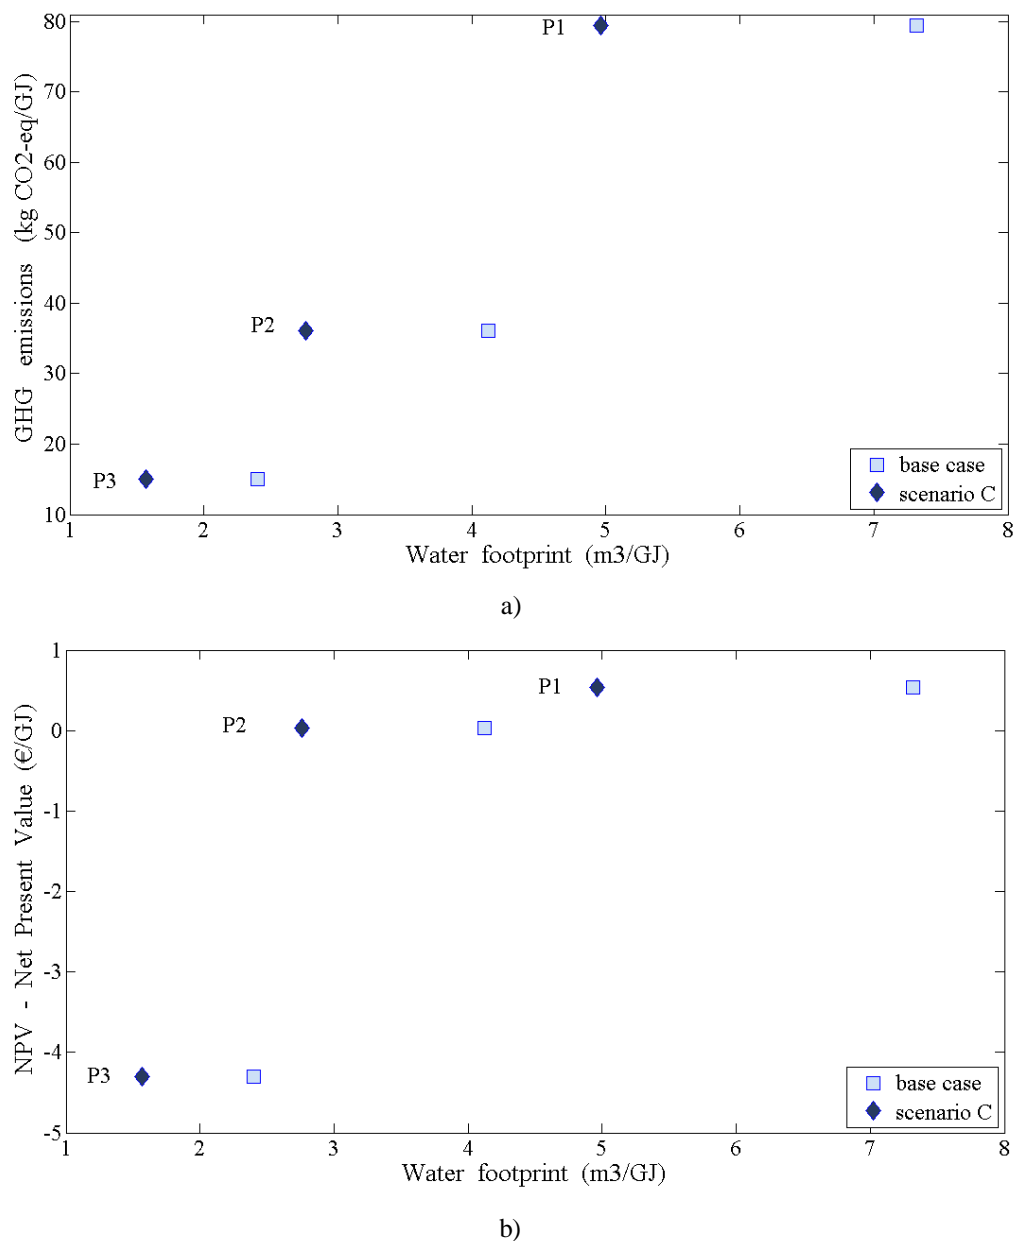 80
70
60
50
40
30
20
10
GHG emissions (kg CO2-eq/GJ)
P1
P2
P3
base case
scenario C
1 2 3 4 5 6 7 8
Water footprint (m3/GJ)
a)
1
0
-1
-2
-3
-4
-5
NPV - Net Present Value (€/GJ)
P1
P2
P3
base case
scenario C
1 2 3 4 5 6 7 8
Water footprint (m3/GJ)
b)